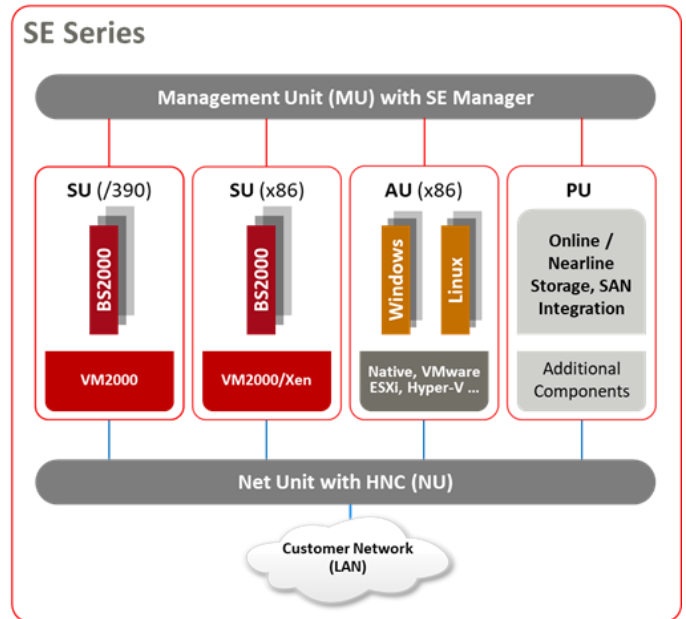 SE Series
Management Unit (MU) with SE Manager
SU (/390)
BS2000
VM2000
SU (x86)
BS2000
VM2000/Xen
AU (x86)
Windows
Linux
Native, VMware
ESXi, Hyper-V ...
PU
Online /
Nearline
Storage, SAN
Integration
Additional
Components
Net Unit with HNC (NU)
Customer Network
(LAN)